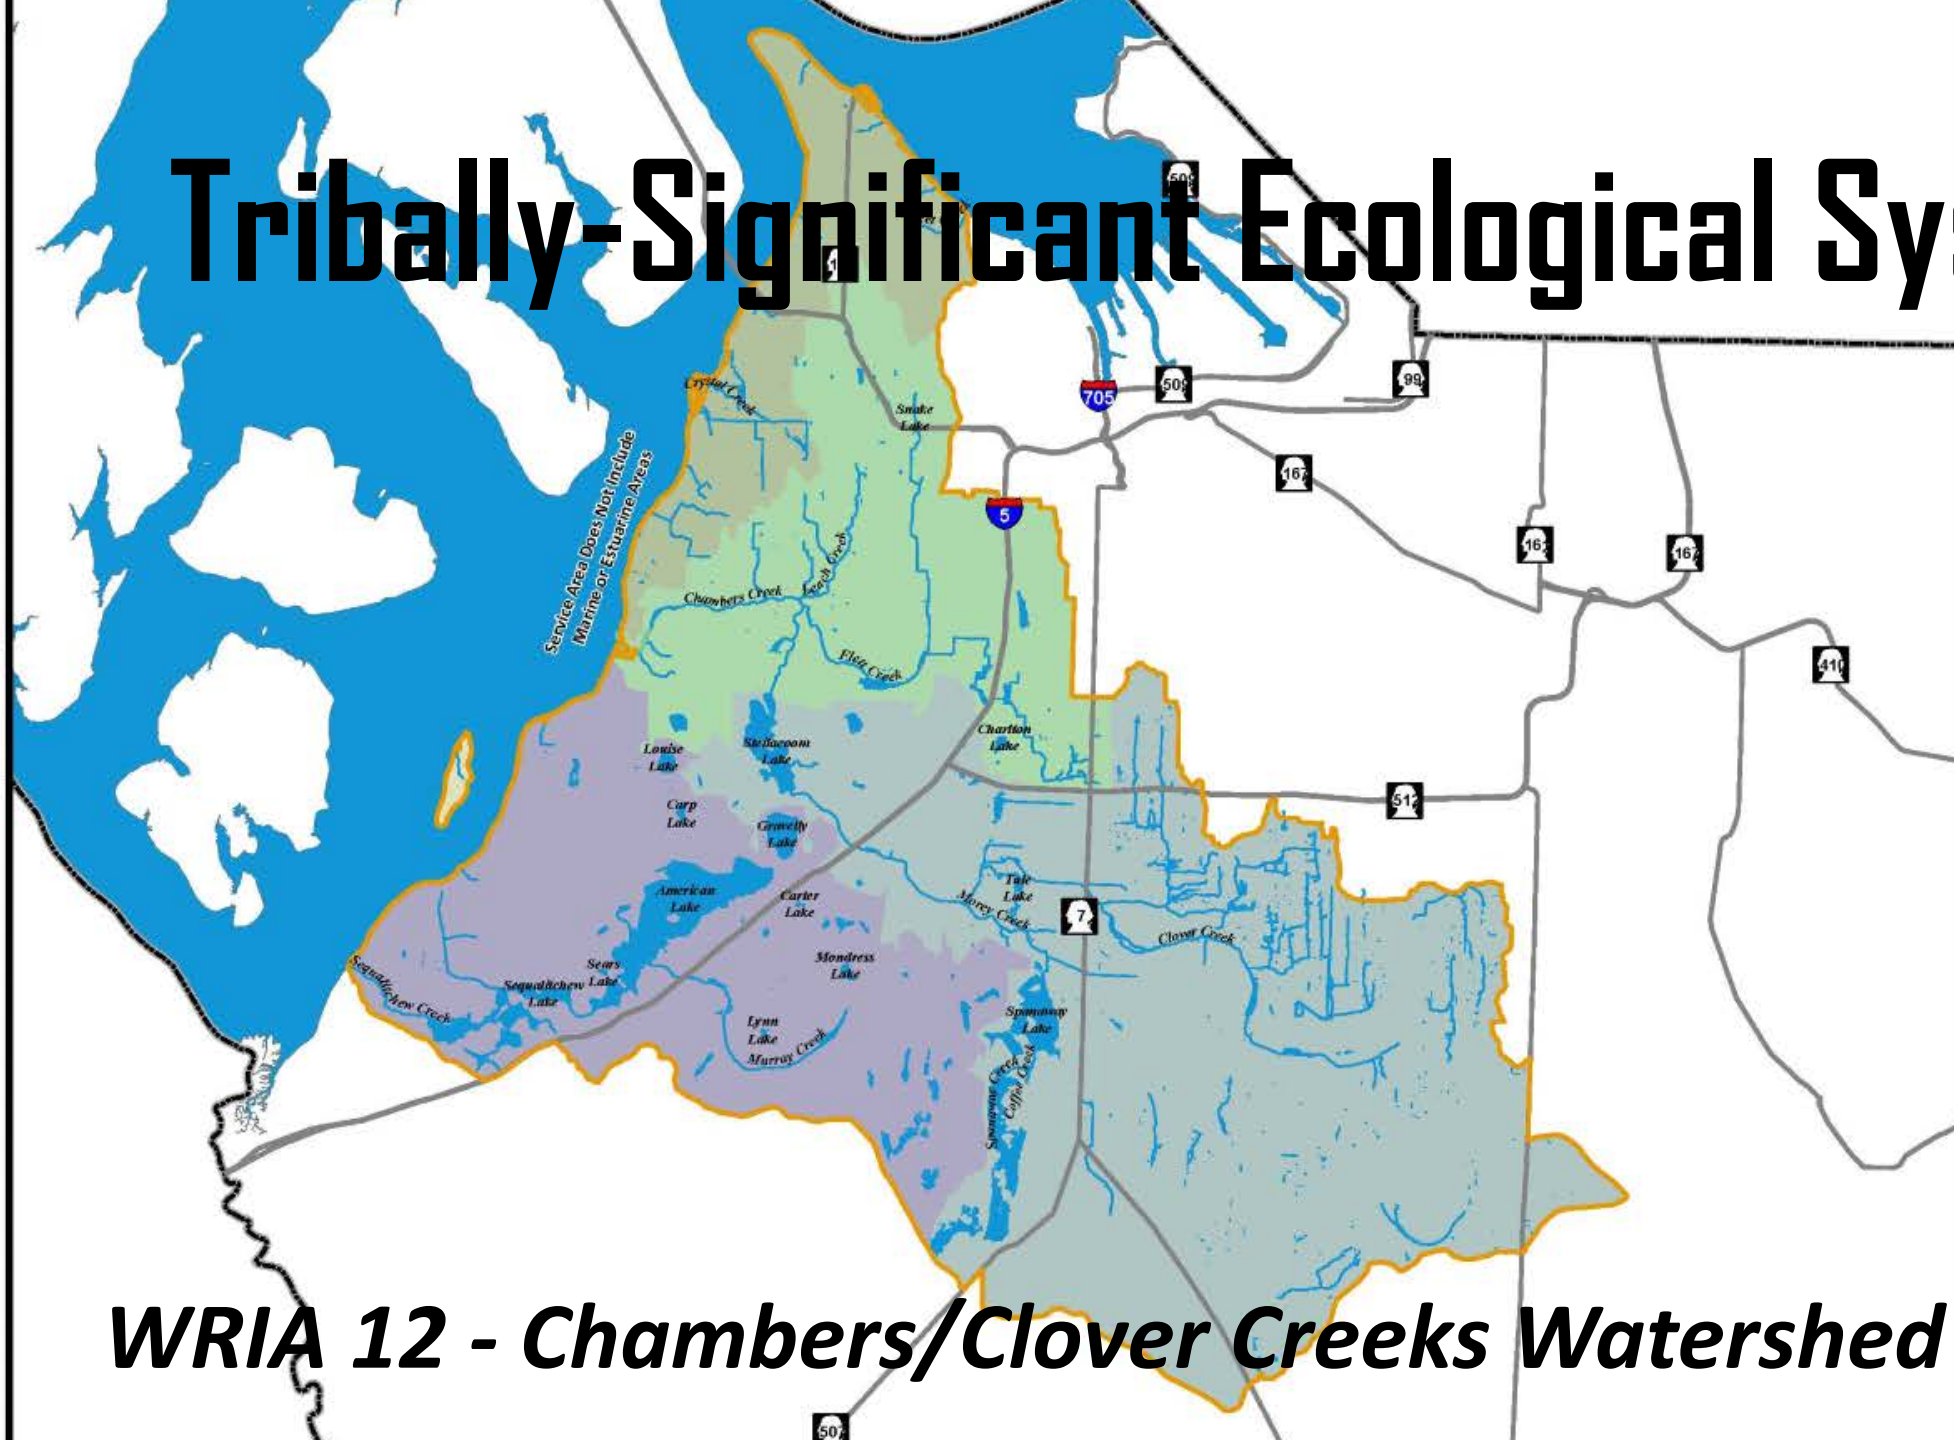 Tribally-Significant Ecological Sys
509
705
509
99
Crystal Creek
Snake
Lake
Service Area Does Not Include
Marine or Estuarine Areas
167
5
167
Leach Creek
Chambers Creek
Flett Creek
410
Charlton
Lake
Louise
Lake
Steilacoom
Lake
Carp
Lake
Gravelly
Lake
512
American
Lake
Carter
Lake
Tule
Lake
Morey Creek
7
Clover Creek
Sequalitchew Creek
Sequalitchew
Lake
Sears
Lake
Mondress
Lake
Spanaway
Lake
Lynn
Lake
Murray Creek
Spanaway Creek
Coffee Creek
WRIA 12 - Chambers/Clover Creeks Watershed
507